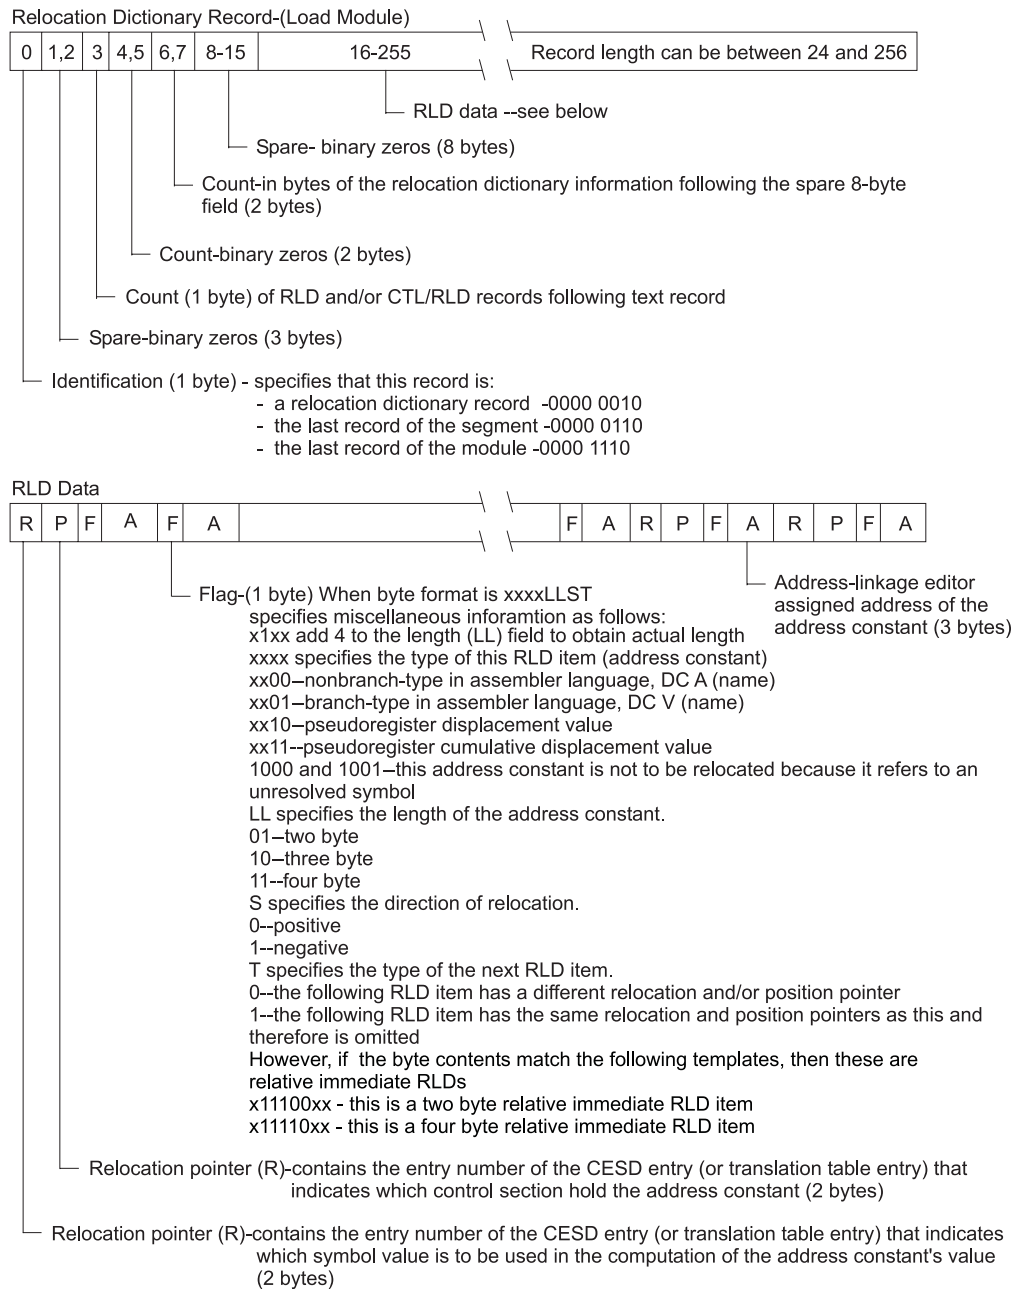 Relocation Dictionary Record-(Load Module)
0 1,2 3 4,5 6,7 8-15 16-255 Record length can be between 24 and 256
RLD data --see below
Spare- binary zeros (8 bytes)
Count-in bytes of the relocation dictionary information following the spare 8-byte
field (2 bytes)
Count-binary zeros (2 bytes)
Count (1 byte) of RLD and/or CTL/RLD records following text record
Spare-binary zeros (3 bytes)
Identification (1 byte) - specifies that this record is:
- a relocation dictionary record -0000 0010
- the last record of the segment -0000 0110
- the last record of the module -0000 1110
RLD Data
R P F A F A F A R P F A R P F A
Address-linkage editor
assigned address of the
address constant (3 bytes)
Flag-(1 byte) When byte format is xxxxLLST
specifies miscellaneous inforamtion as follows:
x1xx add 4 to the length (LL) field to obtain actual length
xxxx specifies the type of this RLD item (address constant)
xx00–nonbranch-type in assembler language, DC A (name)
xx01–branch-type in assembler language, DC V (name)
xx10–pseudoregister displacement value
xx11--pseudoregister cumulative displacement value
1000 and 1001–this address constant is not to be relocated because it refers to an
unresolved symbol
LL specifies the length of the address constant.
01–two byte
10–three byte
11--four byte
S specifies the direction of relocation.
0--positive
1--negative
T specifies the type of the next RLD item.
0--the following RLD item has a different relocation and/or position pointer
1--the following RLD item has the same relocation and position pointers as this and
therefore is omitted
However, if the byte contents match the following templates, then these are
relative immediate RLDs
x11100xx - this is a two byte relative immediate RLD item
x11110xx - this is a four byte relative immediate RLD item
Relocation pointer (R)-contains the entry number of the CESD entry (or translation table entry) that
indicates which control section hold the address constant (2 bytes)
Relocation pointer (R)-contains the entry number of the CESD entry (or translation table entry) that indicates
which symbol value is to be used in the computation of the address constant's value
(2 bytes)